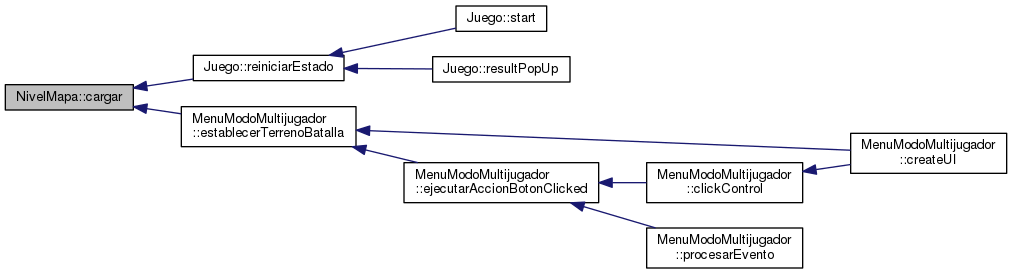 Juego::start
Juego::reiniciarEstado
Juego::resultPopUp
NivelMapa::cargar
MenuModoMultijugador
::establecerTerrenoBatalla
MenuModoMultijugador
::createUI
MenuModoMultijugador
::ejecutarAccionBotonClicked
MenuModoMultijugador
::clickControl
MenuModoMultijugador
::procesarEvento